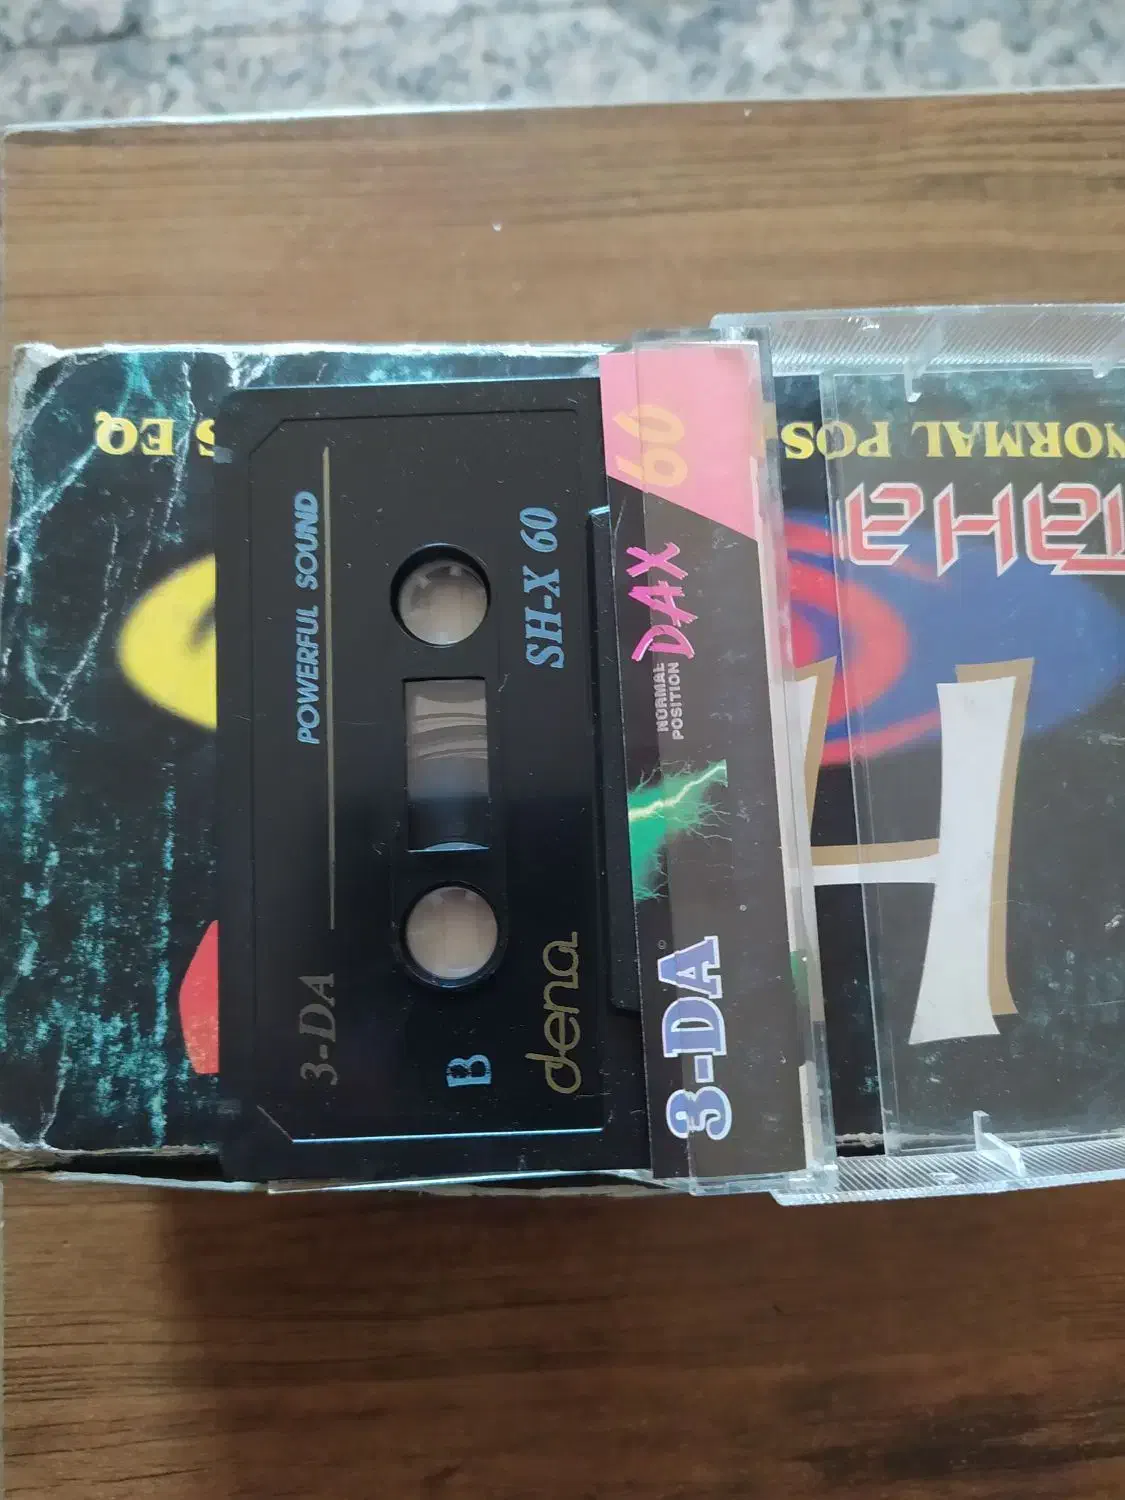 POWERFUL SOUND
3-DA
SH-X 60
B
dena
60
DAX
NORMAL
POSITION
3-DA
©
S EQ
NORMAL POS
H